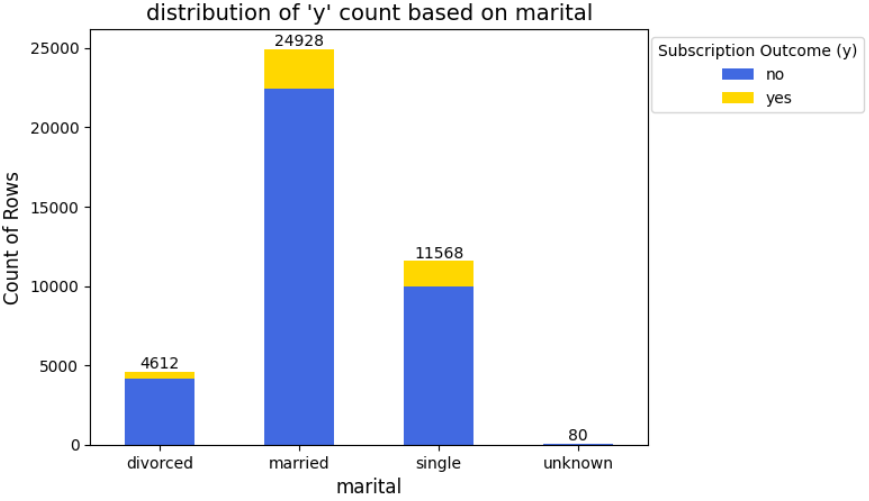 distribution of 'y' count based on marital
Subscription Outcome (y)
no
yes
Count of Rows
25000
20000
15000
10000
5000
0
4612
24928
11568
80
divorced
married
single
unknown
marital